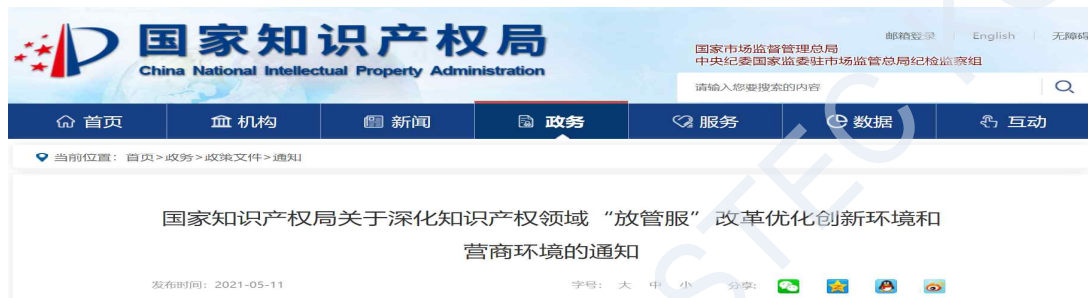 国家知识产权局
China National Intellectual Property Administration
国家市场监督管理总局
邮箱登录 English 无障碍
中央纪委国家监委驻市场监管总局纪检监察组
请输入您要搜索的内容
首页 机构 新闻 政务 服务 数据 互动
当前位置：首页>政务>政策文件>通知
国家知识产权局关于深化知识产权领域“放管服”改革优化创新环境和
营商环境的通知
发布时间：2021-05-11 字号：大 中 小 分享：